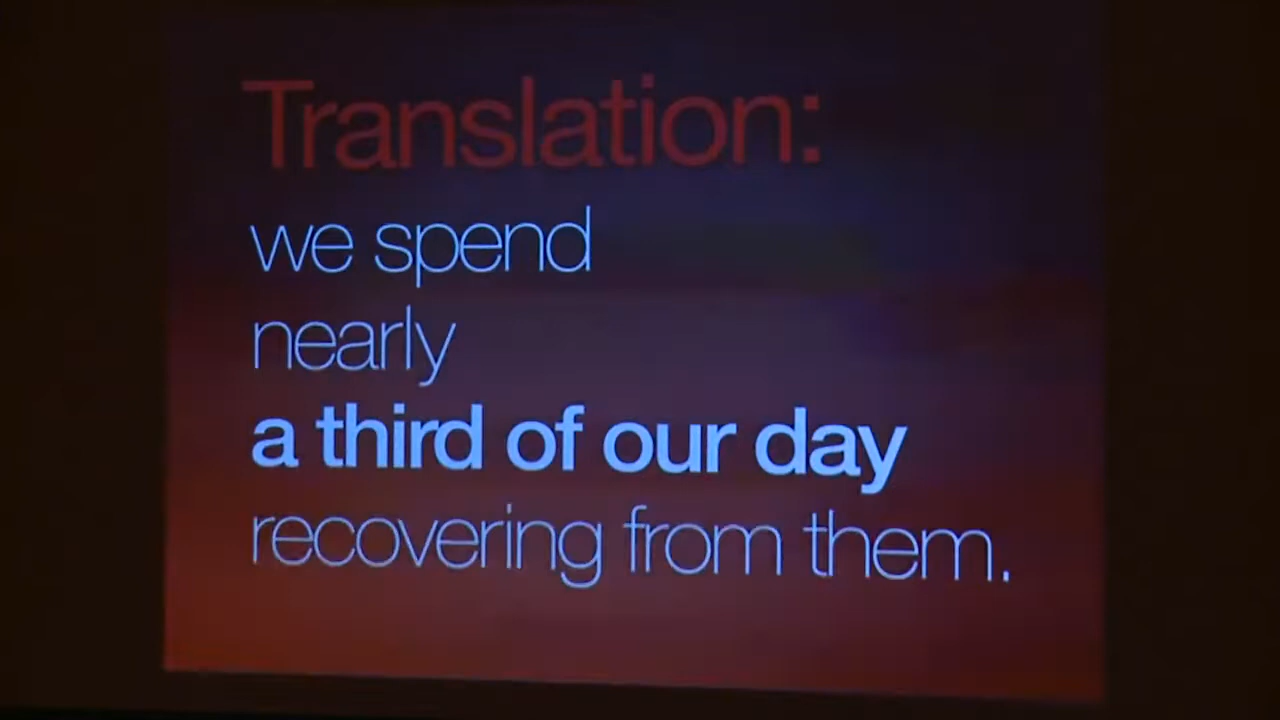 Translation:
we spend
nearly
a third of our day
recovering from them.